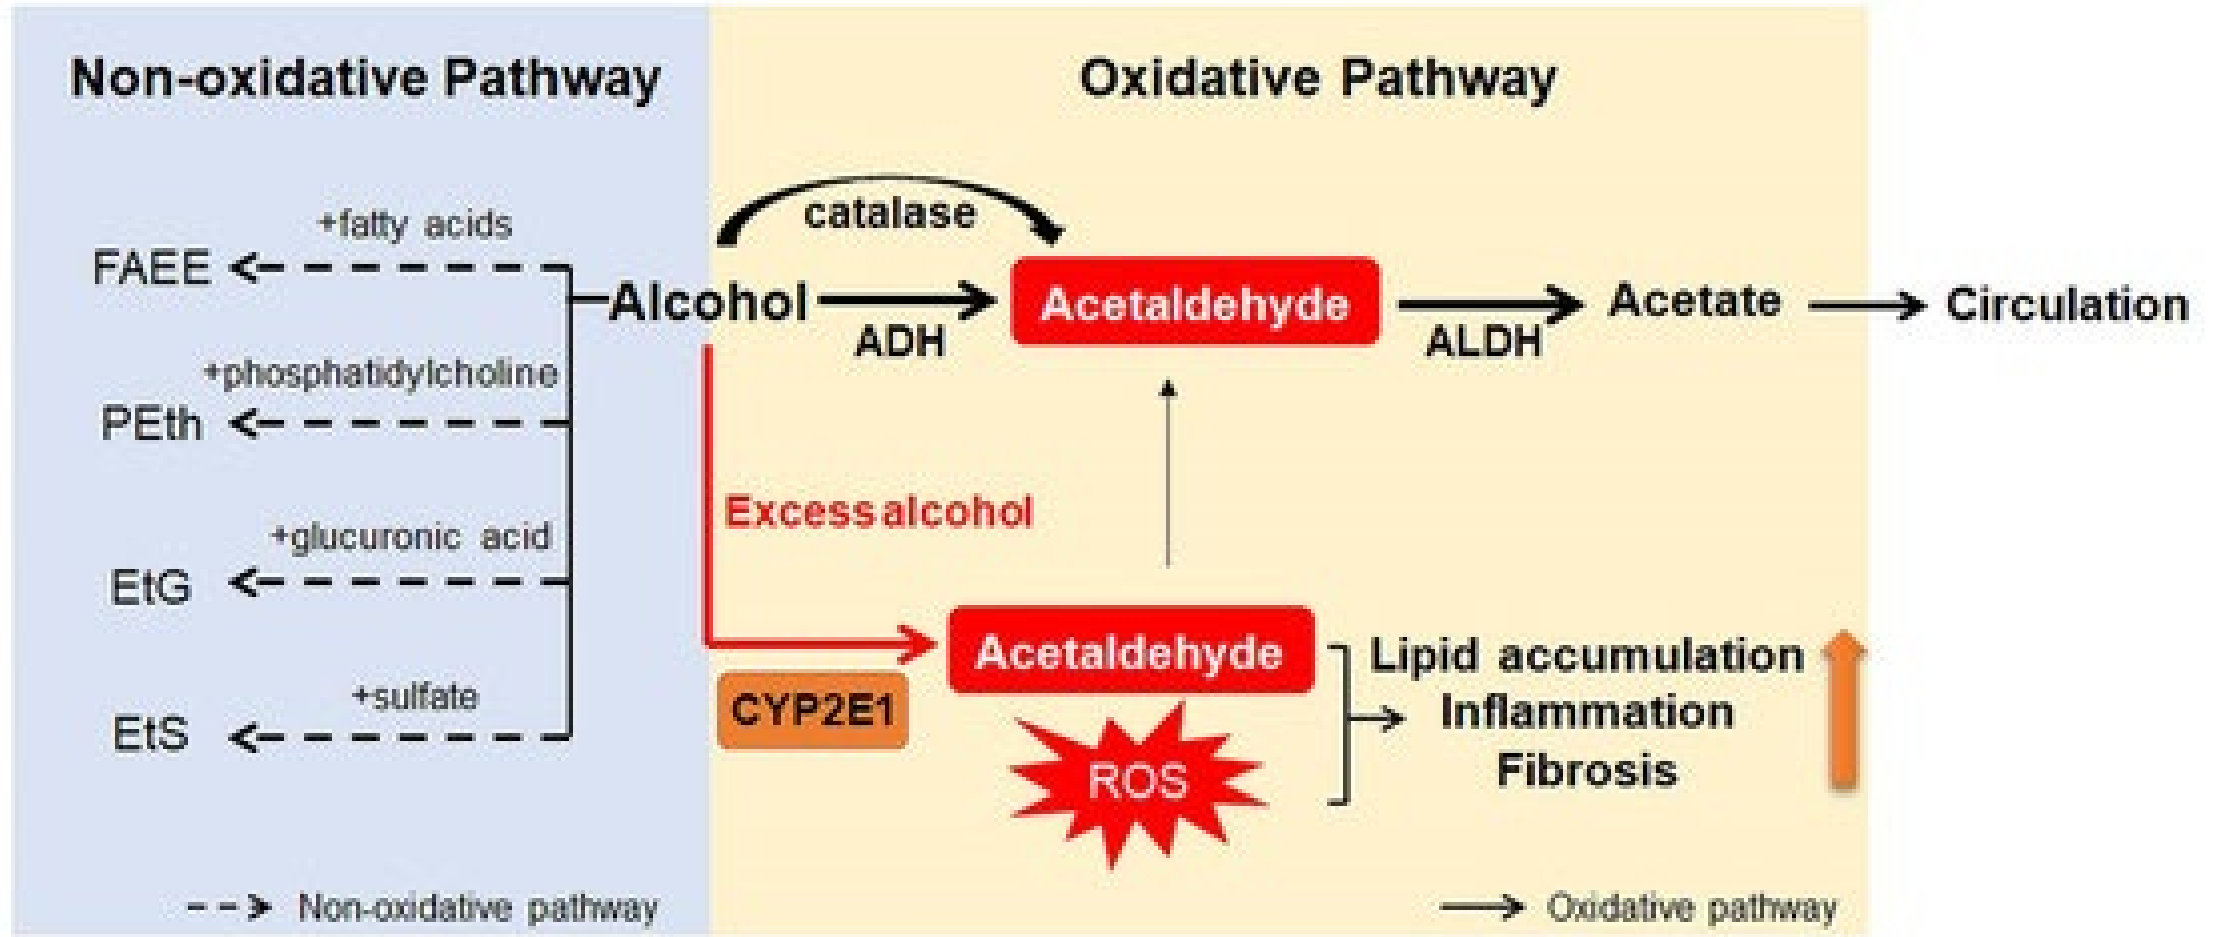 Non-oxidative Pathway
Oxidative Pathway
+fatty acids
FAEE
+phosphatidylcholine
PEth
+glucuronic acid
EtG
+sulfate
EtS
Alcohol
catalase
ADH
Acetaldehyde
ALDH
Acetate
Circulation
Excess alcohol
CYP2E1
Acetaldehyde
ROS
Lipid accumulation
Inflammation
Fibrosis
Non-oxidative pathway
Oxidative pathway